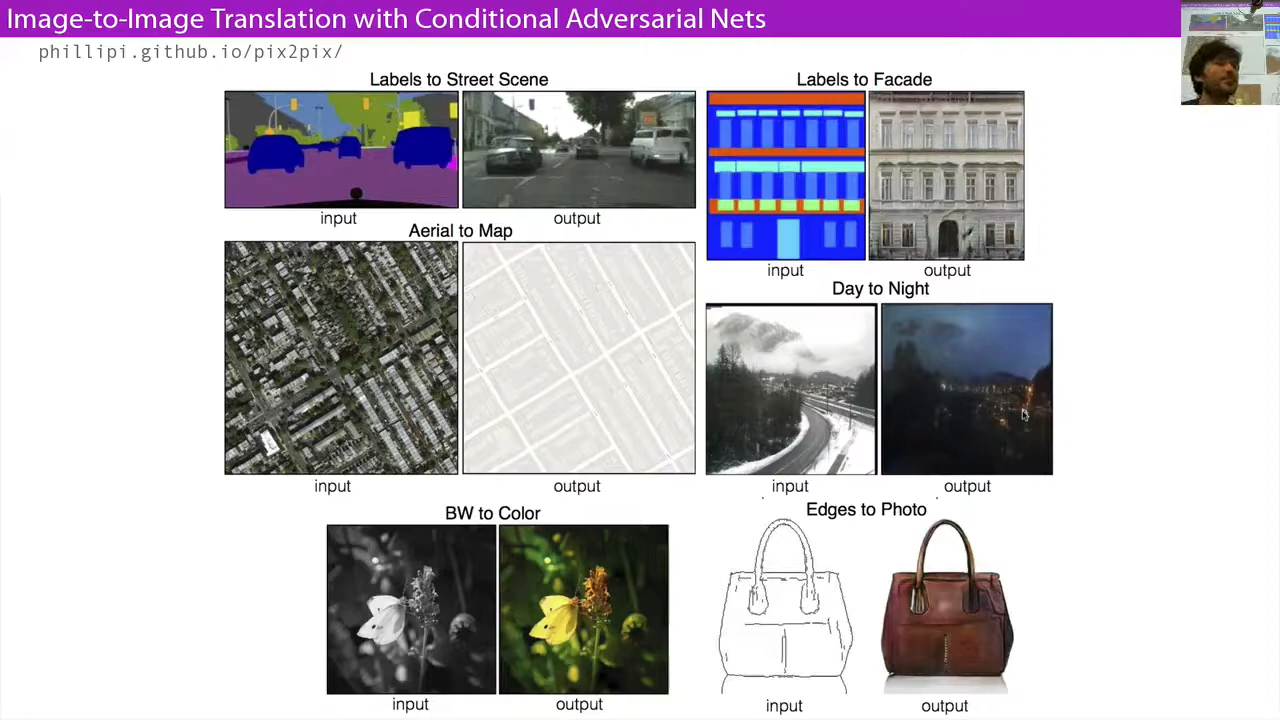 Image-to-Image Translation with Conditional Adversarial Nets
phillipi.github.io/pix2pix/
Labels to Street Scene
input
output
Labels to Facade
input
output
Aerial to Map
input
output
Day to Night
input
output
BW to Color
input
output
Edges to Photo
input
output